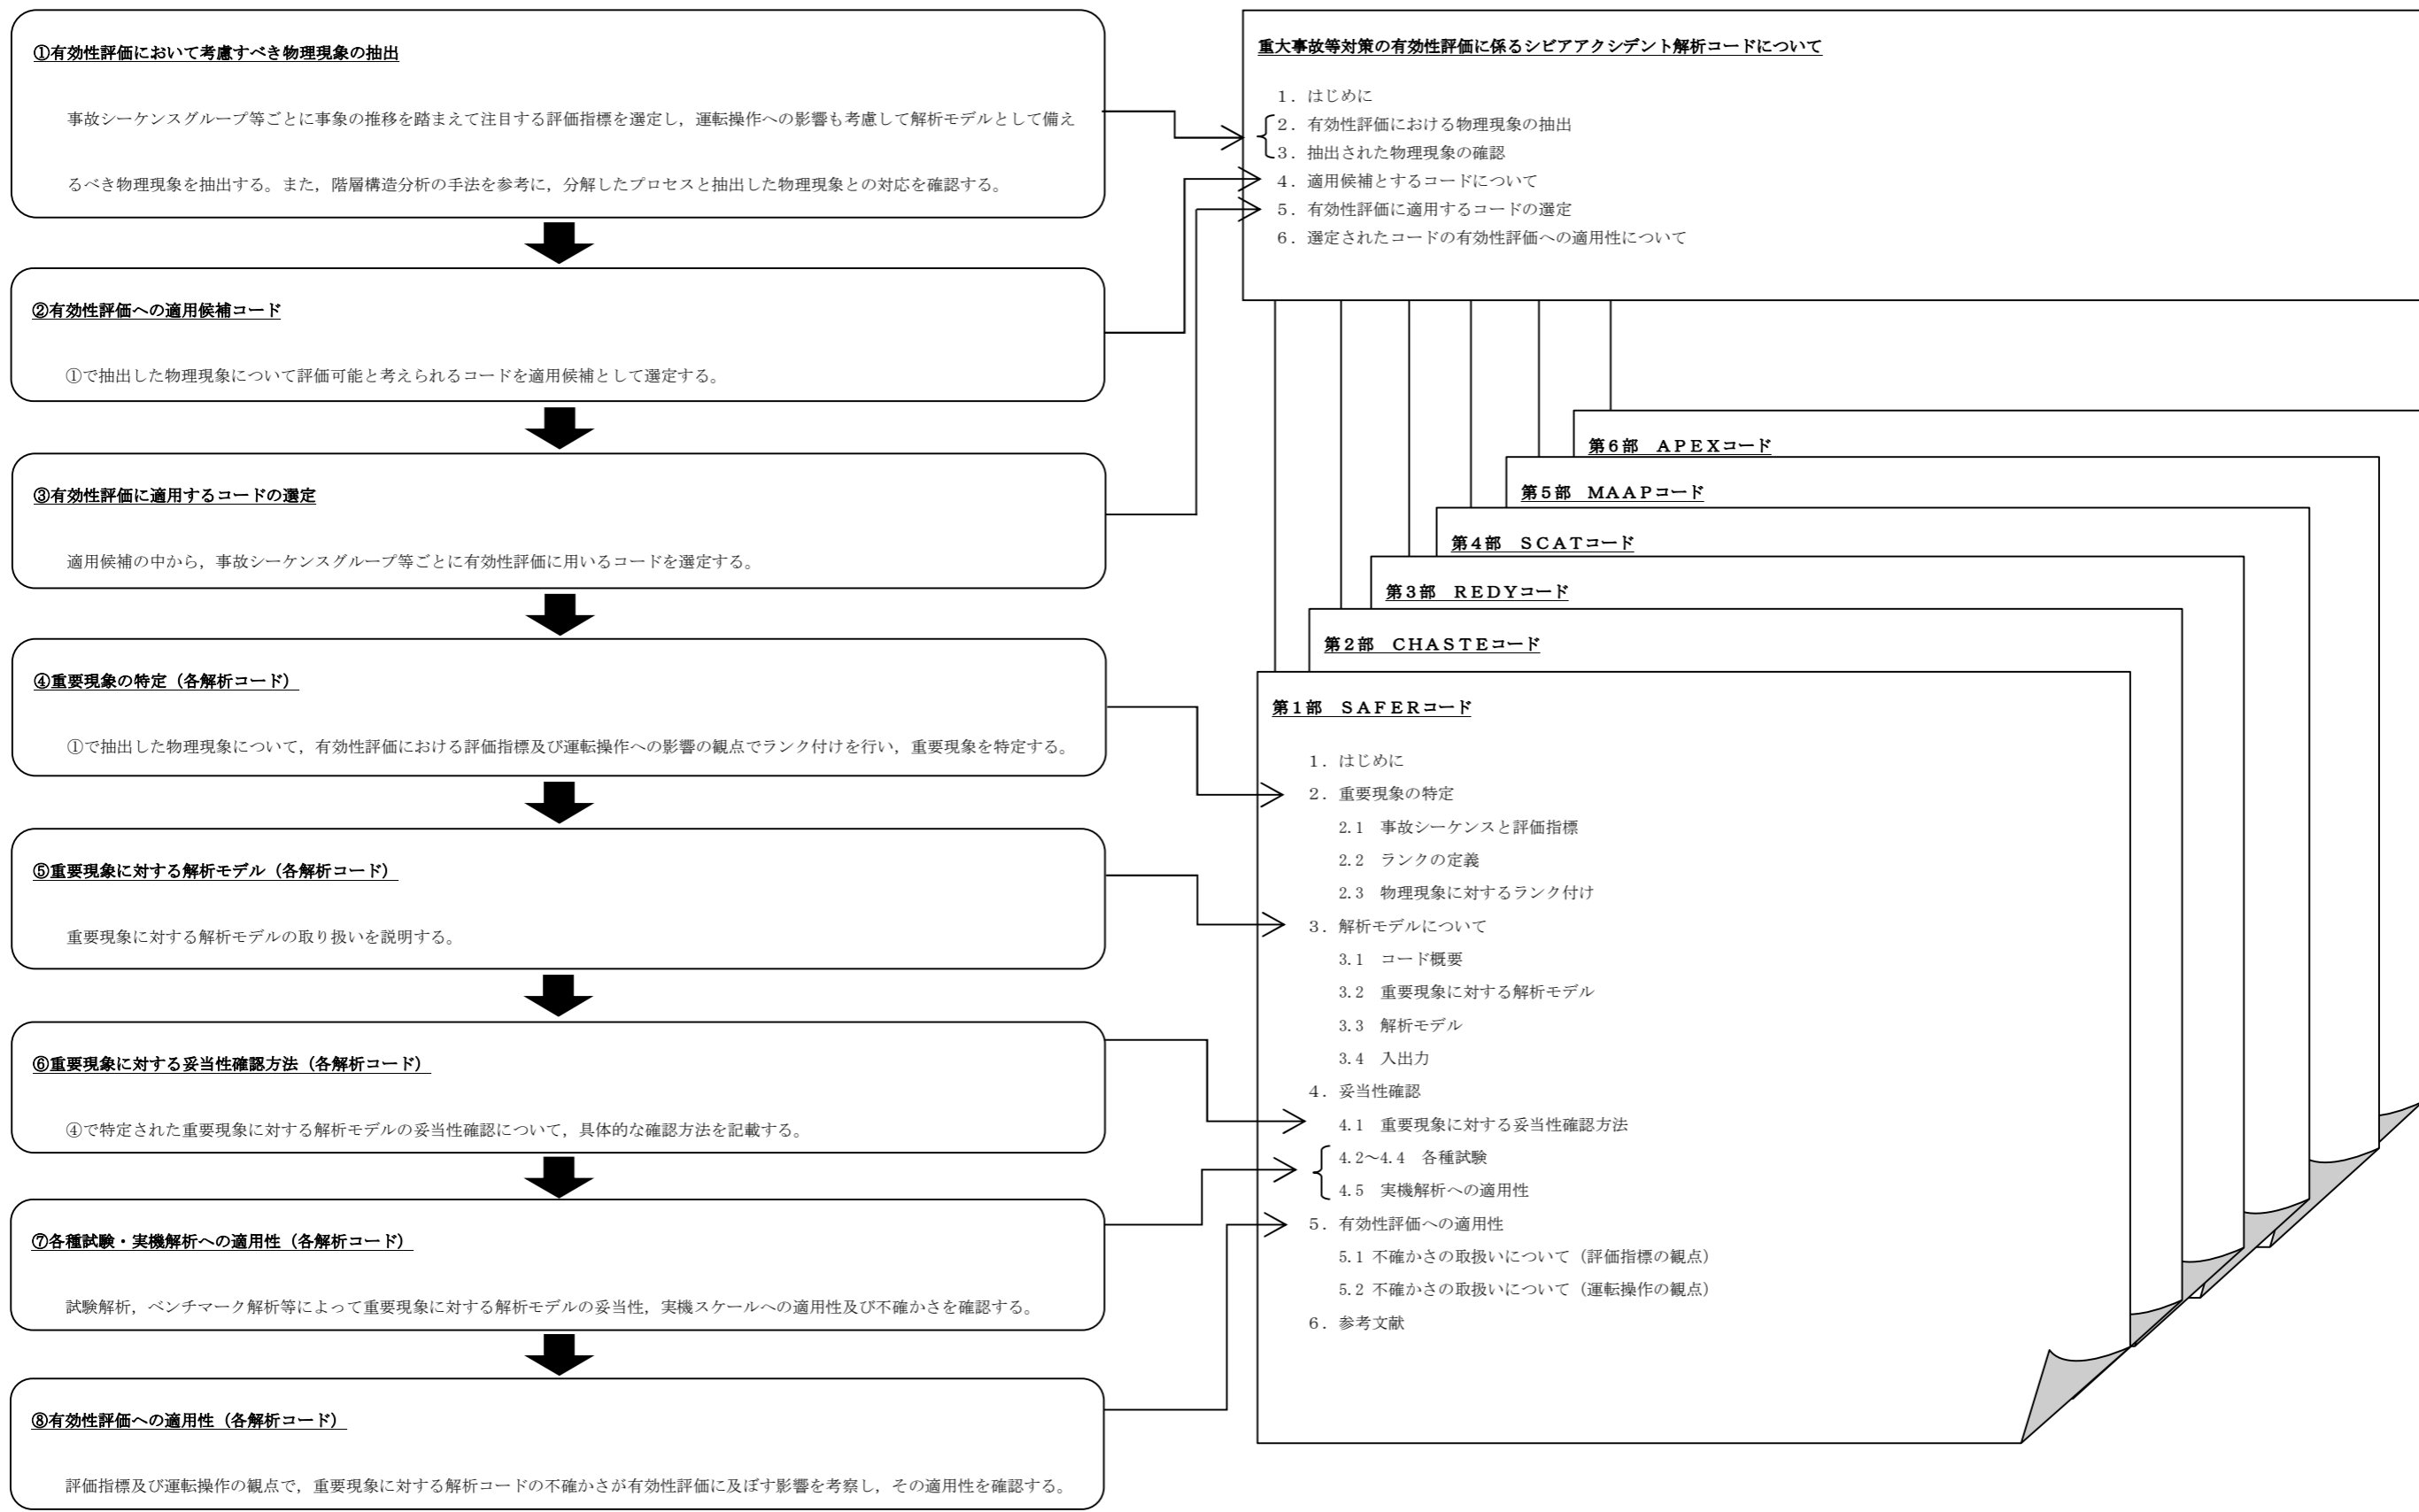 ①有効性評価において考慮すべき物理現象の抽出
事故シーケンスグループ等ごとに事象の推移を踏まえて注目する評価指標を選定し，運転操作への影響も考慮して解析モデルとして備え
るべき物理現象を抽出する。また，階層構造分析の手法を参考に，分解したプロセスと抽出した物理現象との対応を確認する。
②有効性評価への適用候補コード
①で抽出した物理現象について評価可能と考えられるコードを適用候補として選定する。
③有効性評価に適用するコードの選定
適用候補の中から，事故シーケンスグループ等ごとに有効性評価に用いるコードを選定する。
④重要現象の特定（各解析コード）
①で抽出した物理現象について，有効性評価における評価指標及び運転操作への影響の観点でランク付けを行い，重要現象を特定する。
⑤重要現象に対する解析モデル（各解析コード）
重要現象に対する解析モデルの取り扱いを説明する。
⑥重要現象に対する妥当性確認方法（各解析コード）
④で特定された重要現象に対する解析モデルの妥当性確認について，具体的な確認方法を記載する。
⑦各種試験・実機解析への適用性（各解析コード）
試験解析，ベンチマーク解析等によって重要現象に対する解析モデルの妥当性，実機スケールへの適用性及び不確かさを確認する。
⑧有効性評価への適用性（各解析コード）
評価指標及び運転操作の観点で，重要現象に対する解析コードの不確かさが有効性評価に及ぼす影響を考察し，その適用性を確認する。
重大事故等対策の有効性評価に係るシビアアクシデント解析コードについて
１．はじめに
２．有効性評価における物理現象の抽出
３．抽出された物理現象の確認
４．適用候補とするコードについて
５．有効性評価に適用するコードの選定
６．選定されたコードの有効性評価への適用性について
第６部　ＡＰＥＸコード
第５部　ＭＡＡＰコード
第４部　ＳＣＡＴコード
第３部　ＲＥＤＹコード
第２部　ＣＨＡＳＴＥコード
第１部　ＳＡＦＥＲコード
１．はじめに
２．重要現象の特定
2.1　事故シーケンスと評価指標
2.2　ランクの定義
2.3　物理現象に対するランク付け
３．解析モデルについて
3.1　コード概要
3.2　重要現象に対する解析モデル
3.3　解析モデル
3.4　入出力
４．妥当性確認
4.1　重要現象に対する妥当性確認方法
4.2～4.4　各種試験
4.5　実機解析への適用性
５．有効性評価への適用性
5.1 不確かさの取扱いについて（評価指標の観点）
5.2 不確かさの取扱いについて（運転操作の観点）
６．参考文献